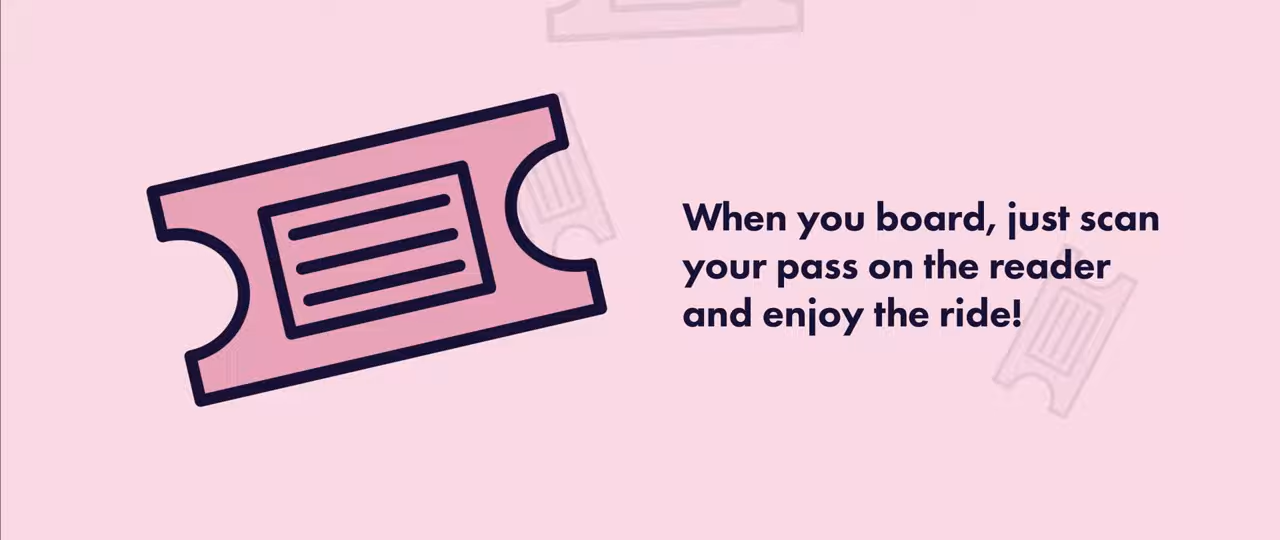 When you board, just scan
your pass on the reader
and enjoy the ride!